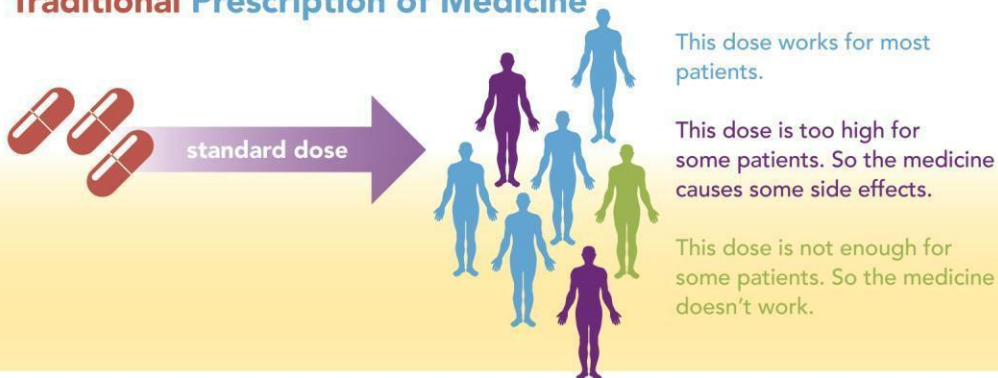 Traditional Prescription of Medicine
standard dose
This dose works for most
patients.
This dose is too high for
some patients. So the medicine
causes some side effects.
This dose is not enough for
some patients. So the medicine
doesn't work.